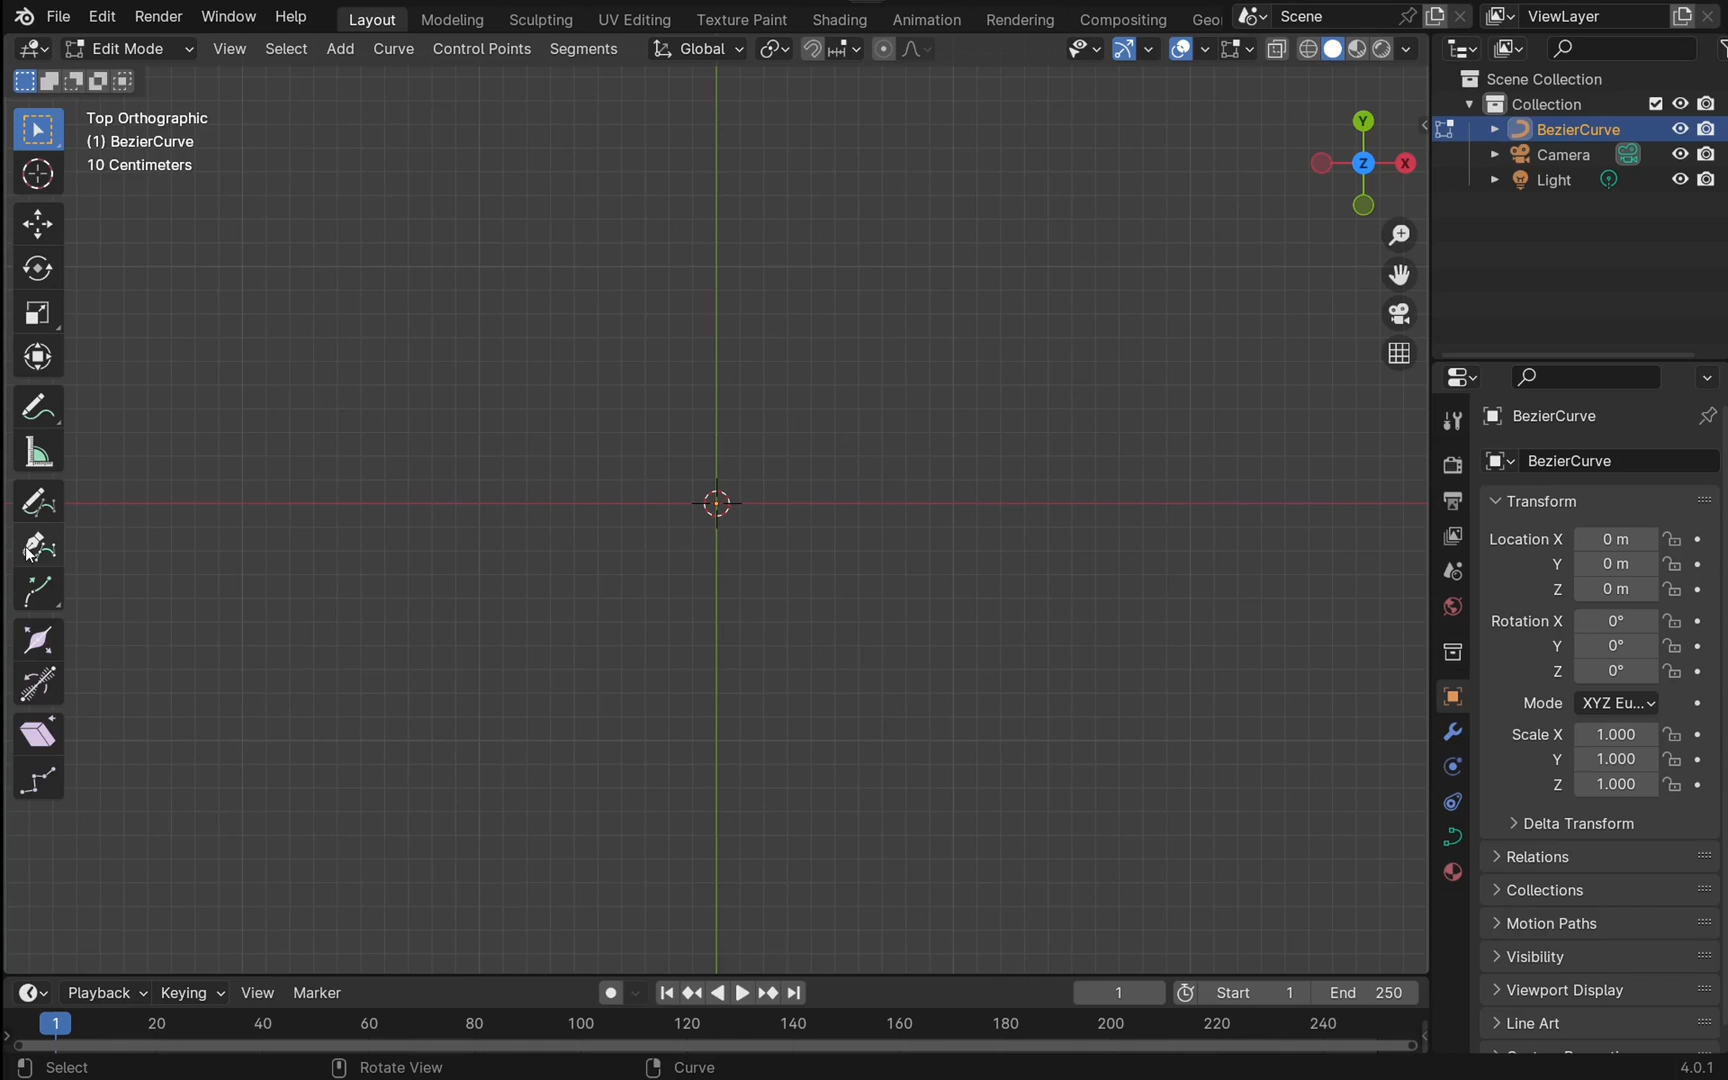 File Edit Render Window Help Layout Modeling Sculpting UV Editing Texture Paint Shading Animation Rendering Compositing Geo Scene ViewLayer
Edit Mode View Select Add Curve Control Points Segments Global
Top Orthographic
(1) BezierCurve
10 Centimeters
Y
Z X
Scene Collection
Collection
BezierCurve
Camera
Light
BezierCurve
BezierCurve
Transform
Location X 0 m
Y 0 m
Z 0 m
Rotation X 0°
Y 0°
Z 0°
Mode XYZ Eu...
Scale X 1.000
Y 1.000
Z 1.000
Delta Transform
Relations
Collections
Motion Paths
Visibility
Viewport Display
Line Art
Playback Keying View Marker 1 Start 1 End 250
1 20 40 60 80 100 120 140 160 180 200 220 240
Select Rotate View Curve 4.0.1